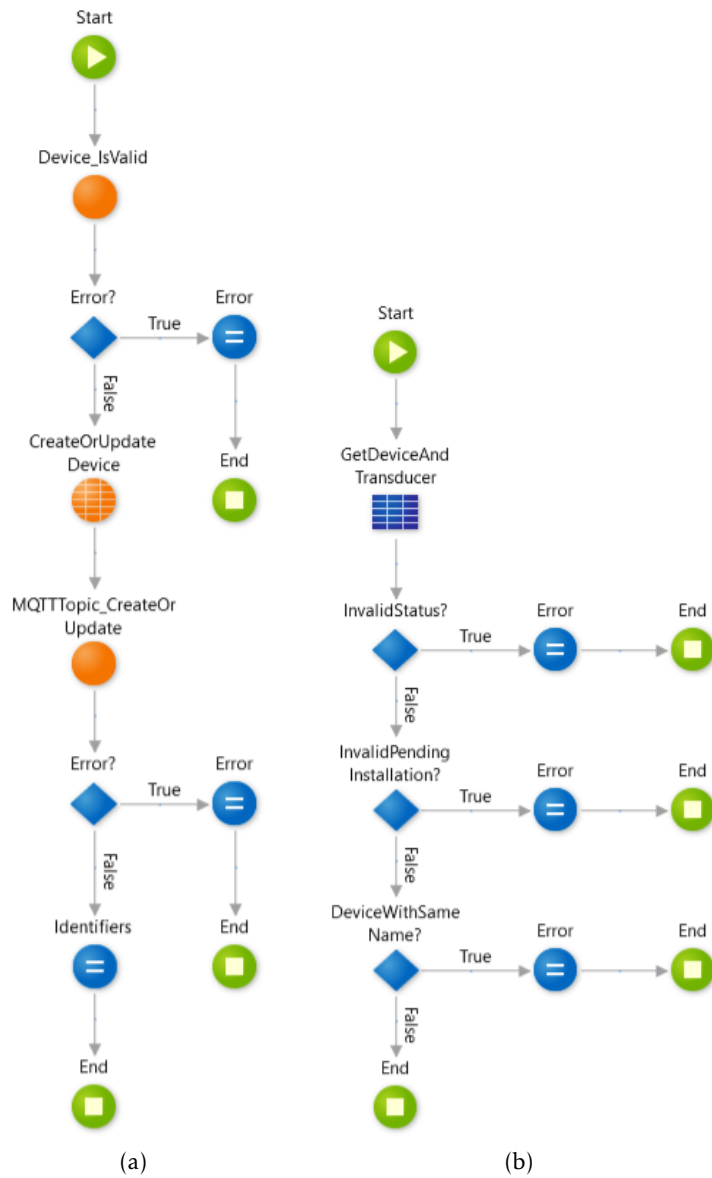 Start
Device_IsValid
Error?
True
Error
False
CreateOrUpdate
Device
End
MQTTTopic_CreateOr
Update
Error?
True
Error
False
Identifiers
End
End
(a)
Start
GetDeviceAnd
Transducer
InvalidStatus?
True
Error
End
False
InvalidPending
Installation?
True
Error
End
False
DeviceWithSame
Name?
True
Error
End
False
End
(b)